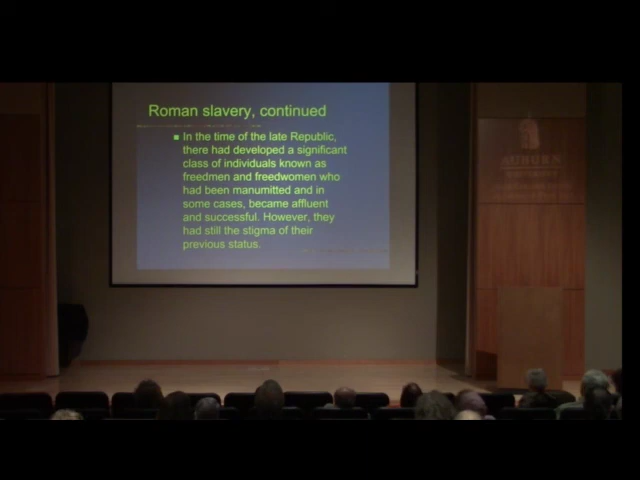 Roman slavery, continued
In the time of the late Republic,
there had developed a significant
class of individuals known as
freedmen and freedwomen who
had been manumitted and in
some cases, became affluent
and successful. However, they
had still the stigma of their
previous status.
AUBURN